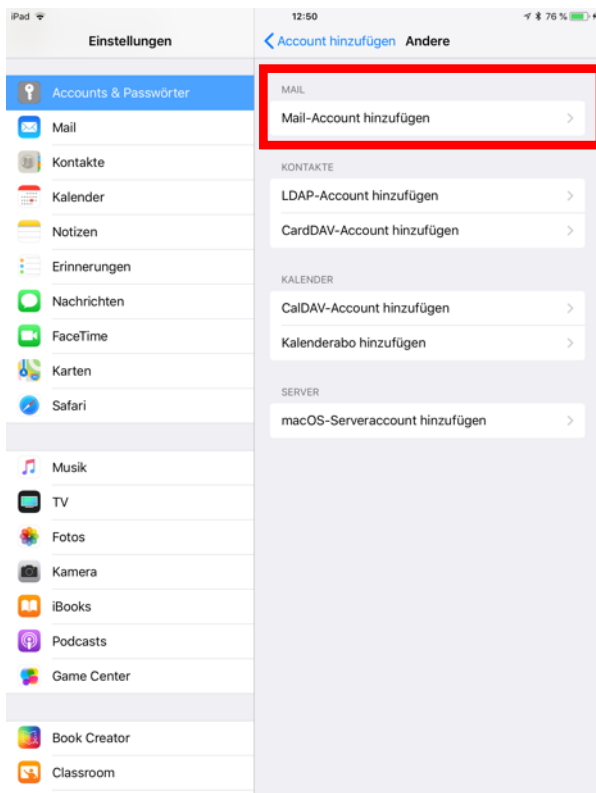 iPad 12:50 76 %
Einstellungen
Account hinzufügen Andere
Accounts & Passwörter
Mail
Kontakte
Kalender
Notizen
Erinnerungen
Nachrichten
FaceTime
Karten
Safari
Musik
TV
Fotos
Kamera
iBooks
Podcasts
Game Center
Book Creator
Classroom
MAIL
Mail-Account hinzufügen
KONTAKTE
LDAP-Account hinzufügen
CardDAV-Account hinzufügen
KALENDER
CalDAV-Account hinzufügen
Kalenderabo hinzufügen
SERVER
macOS-Serveraccount hinzufügen